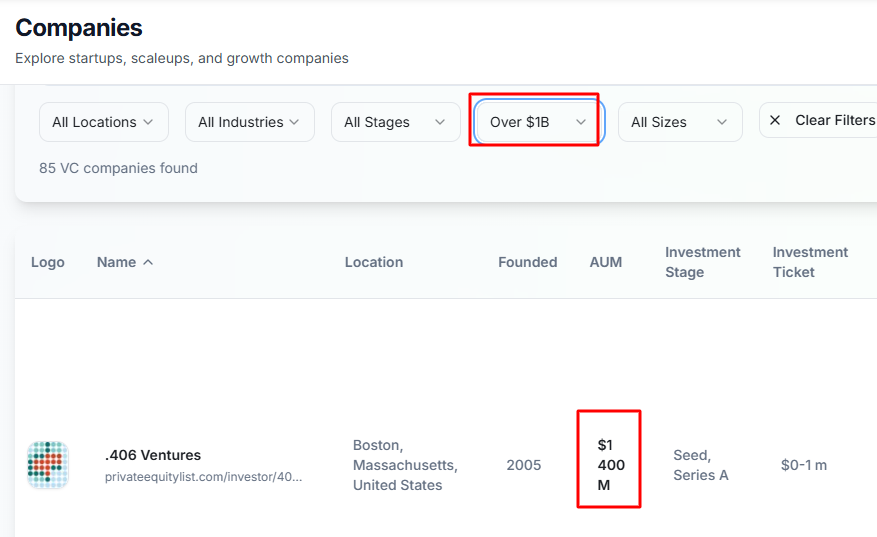 Companies
Explore startups, scaleups, and growth companies
All Locations
All Industries
All Stages
Over $1B
All Sizes
Clear Filters
85 VC companies found
Logo
Name
Location
Founded
AUM
Investment
Stage
Investment
Ticket
.406 Ventures
privateequitylist.com/investor/40...
Boston,
Massachusetts,
United States
2005
$1
400
M
Seed,
Series A
$0-1 m